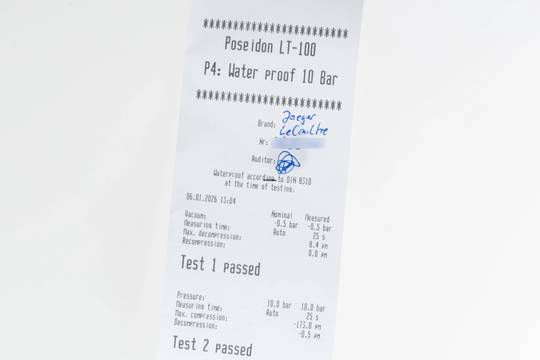 ********************************
Poseidon LT-100
P4: Water proof 10 Bar
********************************
Brand: Jaeger
LeCoultre
Nr:
Auditor:
Waterproof according to DIN 8310
at the time of testing.
06.01.2026 13:04
Nominal Measured
Vacuum: -0.5 bar -0.5 bar
Measuring time: Auto 25 s
Max. decompression: 8.4 µm
Recompression: 0.0 µm
Test 1 passed
Pressure: 10.0 bar 10.0 bar
Measuring time: Auto 25 s
Max. compression: -175.0 µm
Decompression: -0.5 µm
Test 2 passed